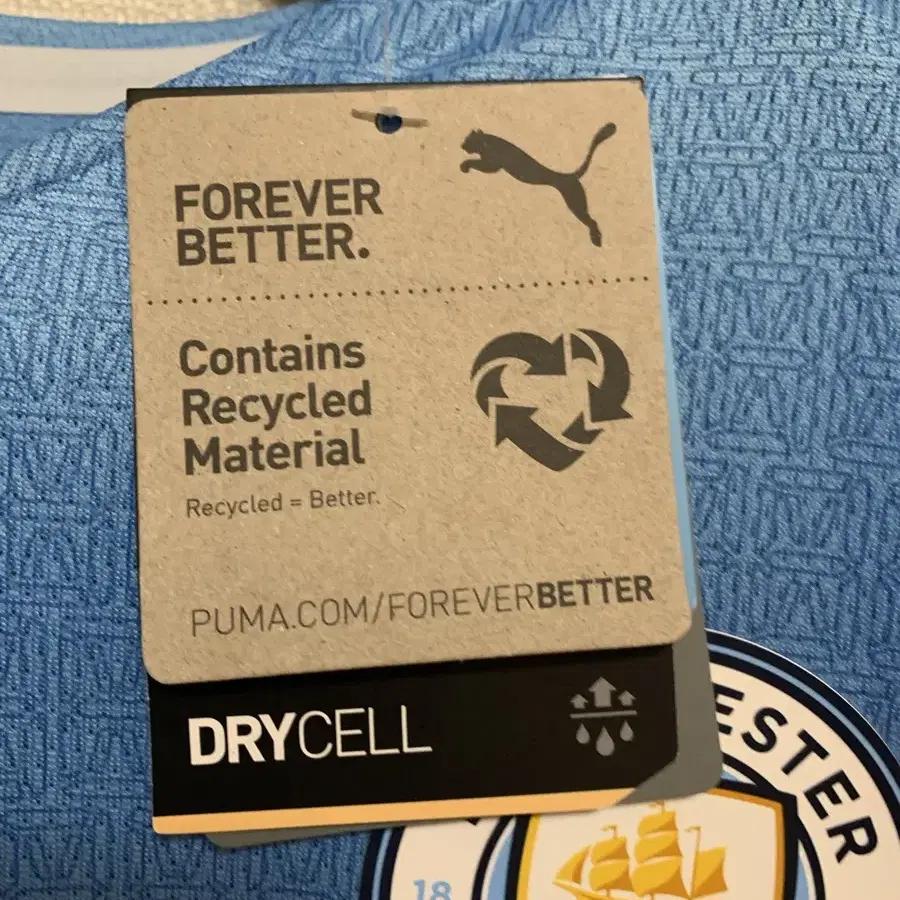 FOREVER
BETTER.
Contains
Recycled
Material
Recycled = Better.
PUMA.COM/FOREVERBETTER
DRYCELL
ESTER
18